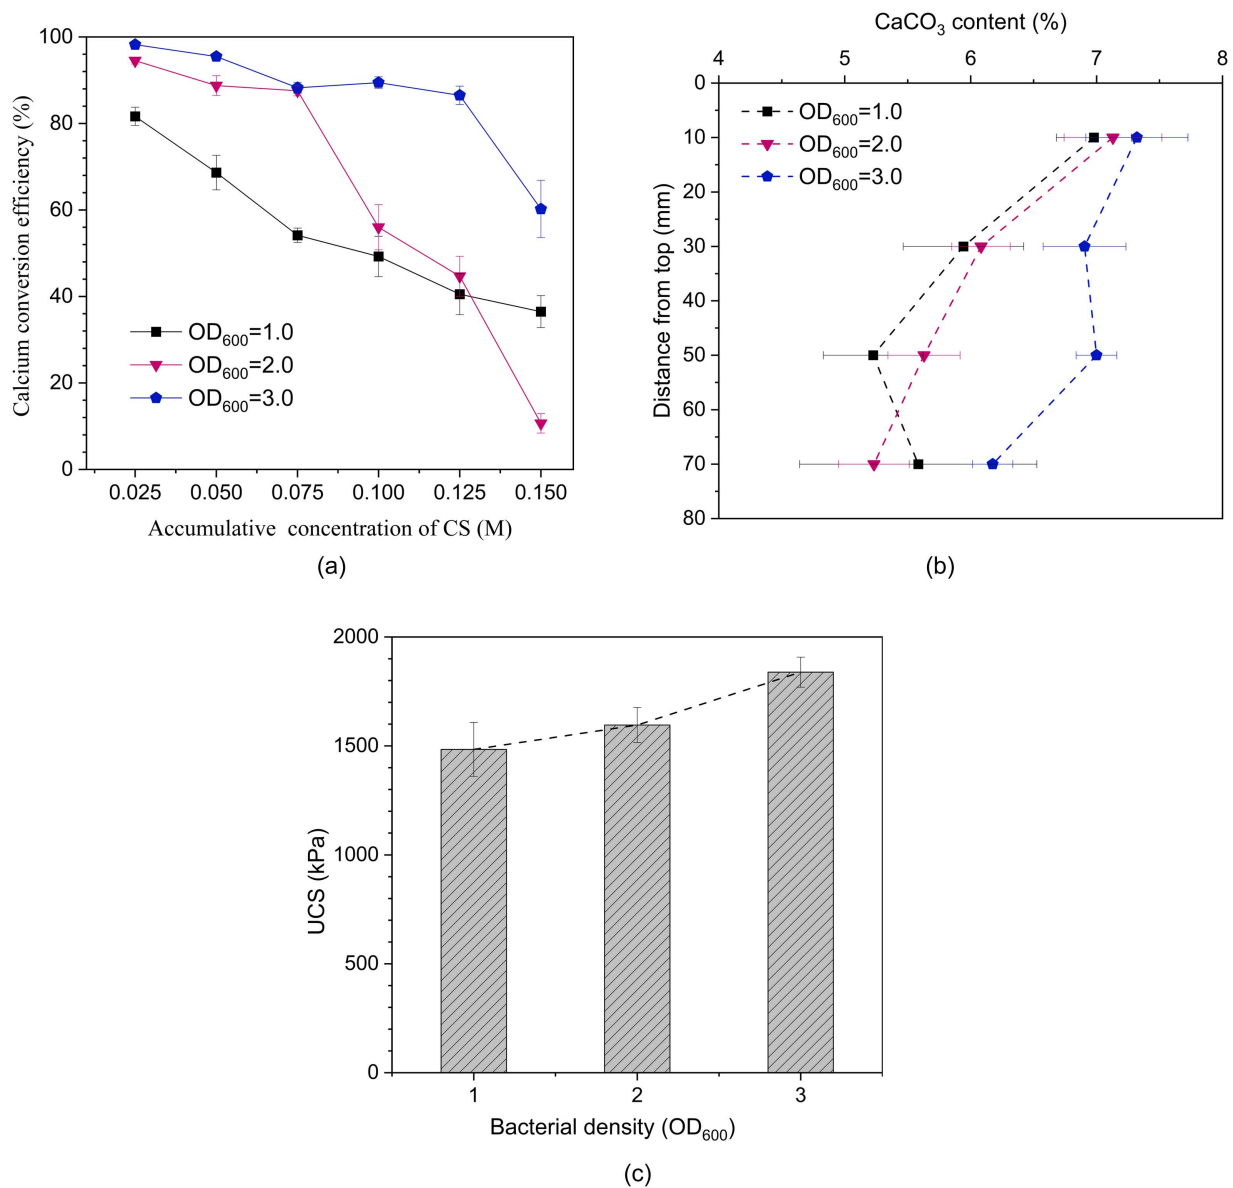 100
80
60
40
20
0
Calcium conversion efficiency (%)
OD600=1.0
OD600=2.0
OD600=3.0
0.025 0.050 0.075 0.100 0.125 0.150
Accumulative concentration of CS (M)
(a)
CaCO3 content (%)
4 5 6 7 8
0
10
20
30
40
50
60
70
80
Distance from top (mm)
OD600=1.0
OD600=2.0
OD600=3.0
(b)
2000
1500
1000
500
0
UCS (kPa)
1 2 3
Bacterial density (OD600)
(c)